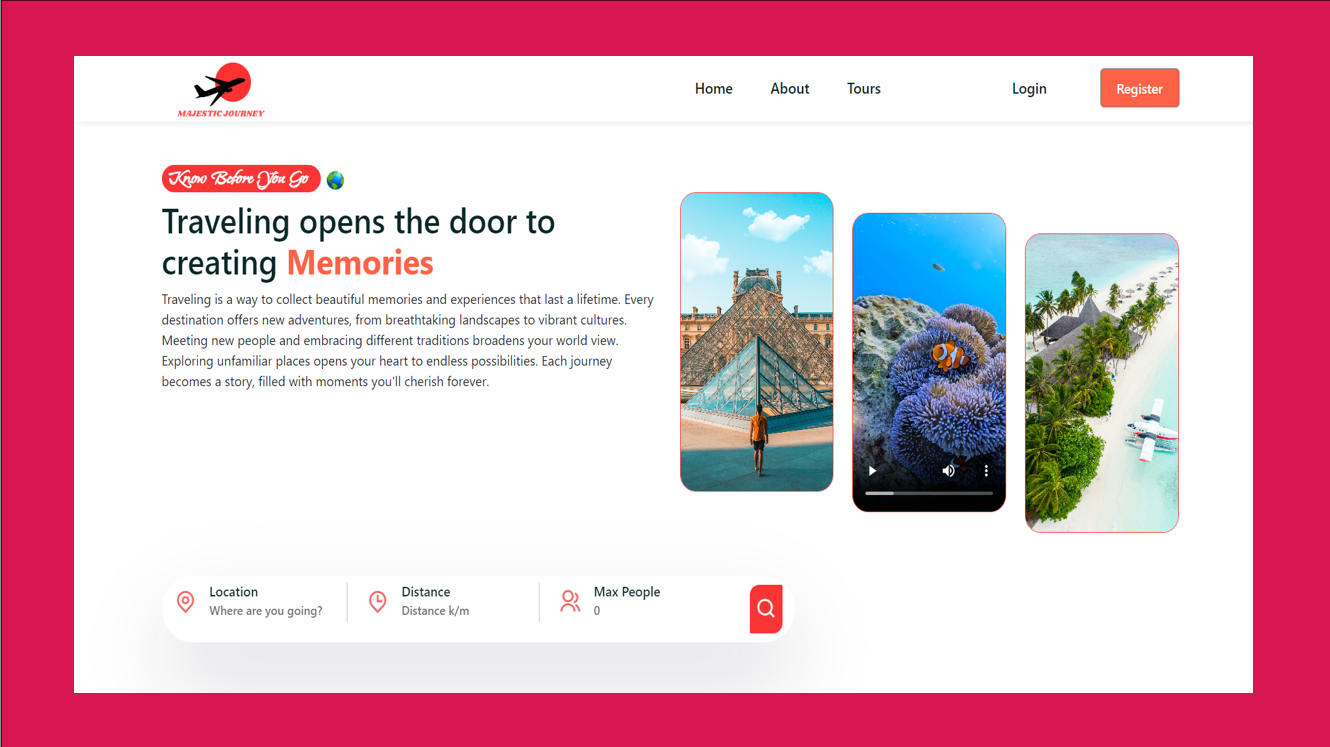 MAJESTIC JOURNEY
Home
About
Tours
Login
Register
Know Before You Go
Traveling opens the door to
creating Memories
Traveling is a way to collect beautiful memories and experiences that last a lifetime. Every
destination offers new adventures, from breathtaking landscapes to vibrant cultures.
Meeting new people and embracing different traditions broadens your world view.
Exploring unfamiliar places opens your heart to endless possibilities. Each journey
becomes a story, filled with moments you'll cherish forever.
Location
Where are you going?
Distance
Distance k/m
Max People
0